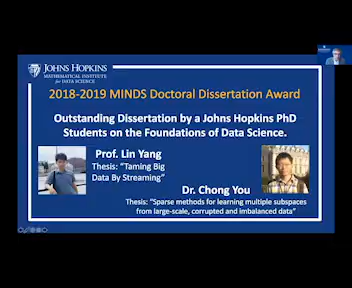 JOHNS HOPKINS
MATHEMATICAL INSTITUTE
for DATA SCIENCE
2018-2019 MINDS Doctoral Dissertation Award
Outstanding Dissertation by a Johns Hopkins PhD
Students on the Foundations of Data Science.
Prof. Lin Yang
Thesis: “Taming Big
Data By Streaming”
Dr. Chong You
Thesis: “Sparse methods for learning multiple subspaces
from large-scale, corrupted and imbalanced data”